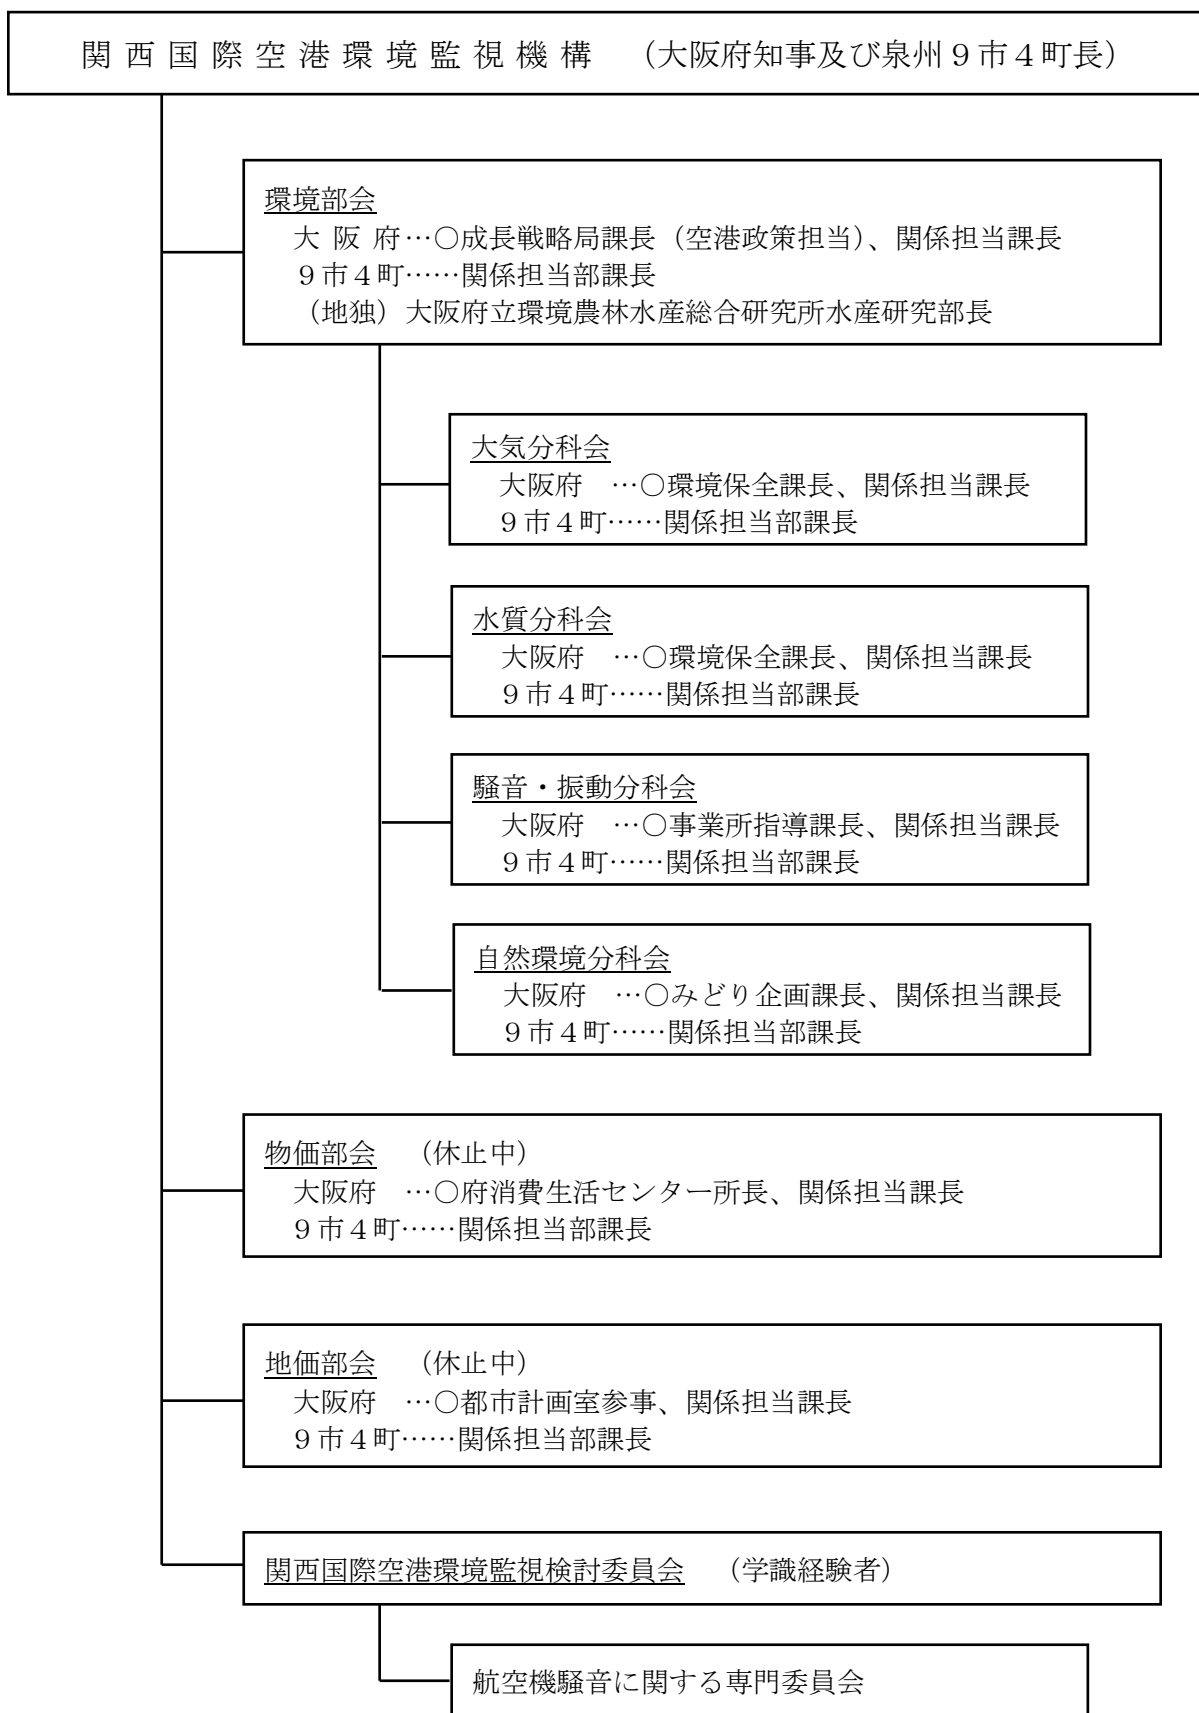 関西国際空港環境監視機構　（大阪府知事及び泉州９市４町長）
環境部会
大阪府…○成長戦略局課長（空港政策担当）、関係担当課長
９市４町……関係担当部課長
（地独）大阪府立環境農林水産総合研究所水産研究部長
大気分科会
大阪府　…○環境保全課長、関係担当課長
９市４町……関係担当部課長
水質分科会
大阪府　…○環境保全課長、関係担当課長
９市４町……関係担当部課長
騒音・振動分科会
大阪府　…○事業所指導課長、関係担当課長
９市４町……関係担当部課長
自然環境分科会
大阪府　…○みどり企画課長、関係担当課長
９市４町……関係担当部課長
物価部会　（休止中）
大阪府　…○府消費生活センター所長、関係担当課長
９市４町……関係担当部課長
地価部会　（休止中）
大阪府　…○都市計画室参事、関係担当課長
９市４町……関係担当部課長
関西国際空港環境監視検討委員会　（学識経験者）
航空機騒音に関する専門委員会